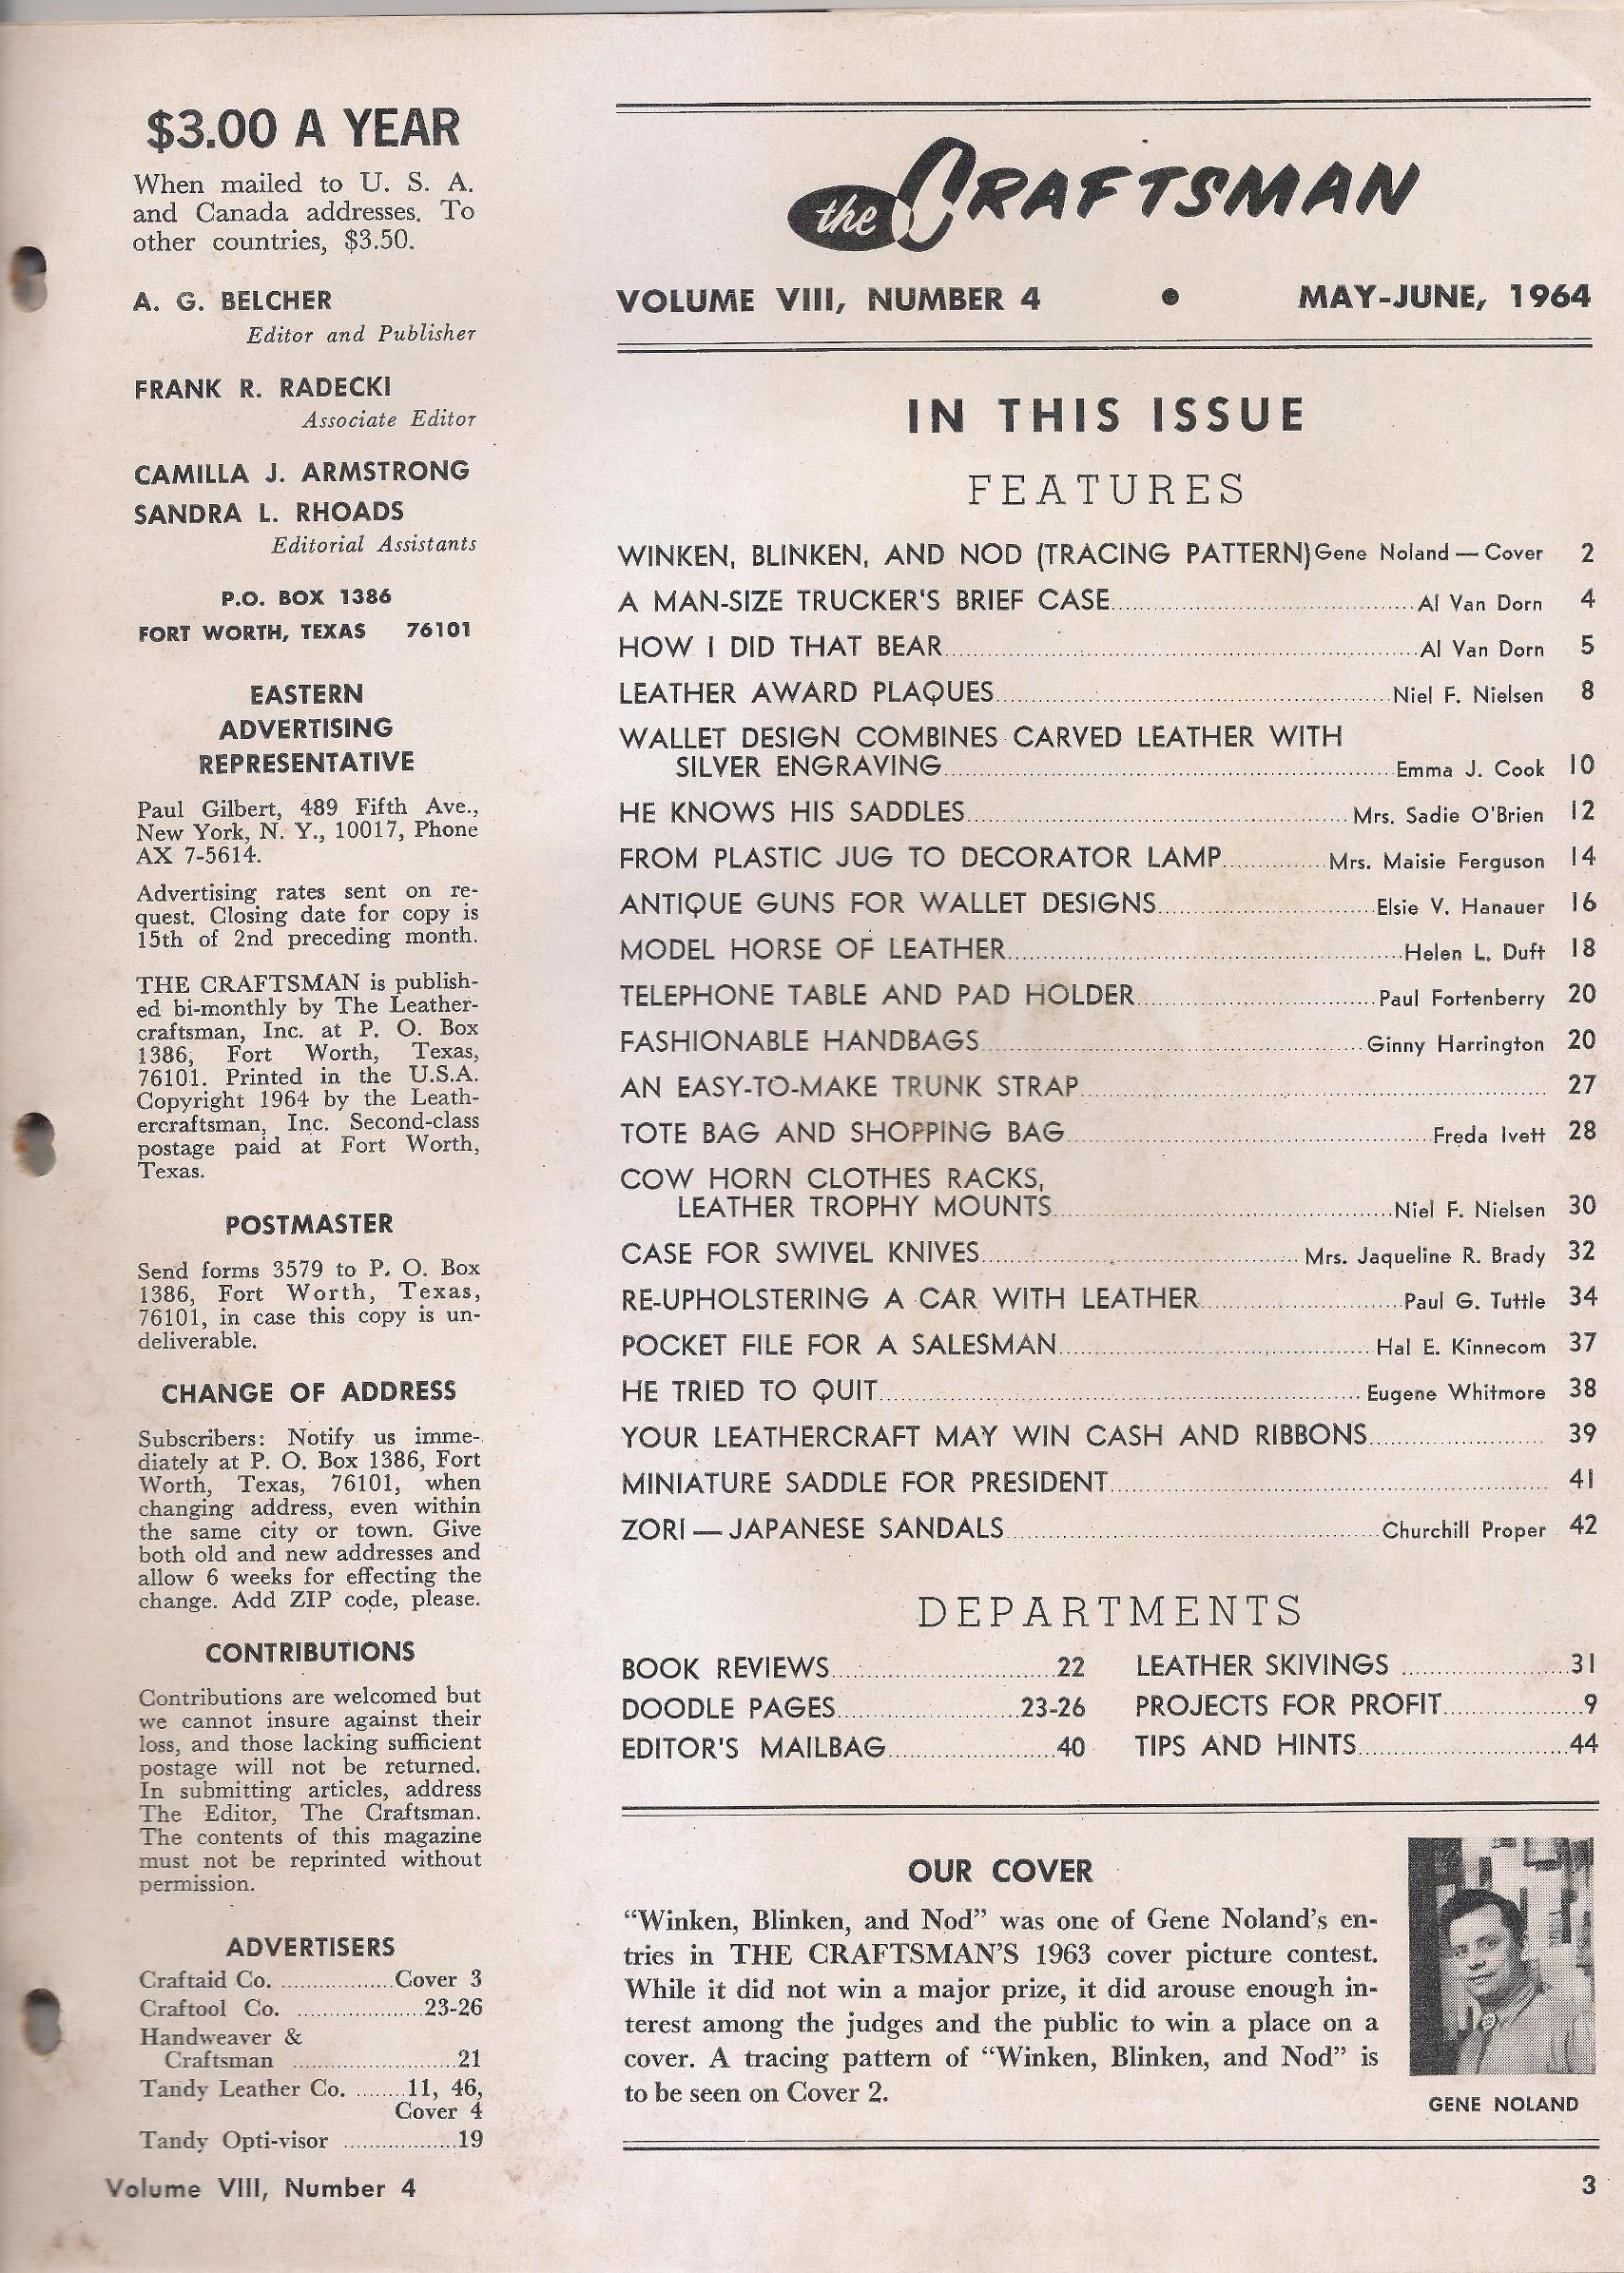 $3.00 A YEAR
When mailed to U. S. A.
and Canada addresses. To
other countries, $3.50.
A. G. BELCHER
Editor and Publisher
FRANK R. RADECKI
Associate Editor
CAMILLA J. ARMSTRONG
SANDRA L. RHOADS
Editorial Assistants
P.O. BOX 1386
FORT WORTH, TEXAS 76101
EASTERN
ADVERTISING
REPRESENTATIVE
Paul Gilbert, 489 Fifth Ave.,
New York, N. Y., 10017, Phone
AX 7-5614.
Advertising rates sent on re-
quest. Closing date for copy is
15th of 2nd preceding month.
THE CRAFTSMAN is publish-
ed bi-monthly by The Leather-
craftsman, Inc. at P. O. Box
1386, Fort Worth, Texas,
76101. Printed in the U.S.A.
Copyright 1964 by the Leath-
ercraftsman, Inc. Second-class
postage paid at Fort Worth,
Texas.
POSTMASTER
Send forms 3579 to P. O. Box
1386, Fort Worth, Texas,
76101, in case this copy is un-
deliverable.
CHANGE OF ADDRESS
Subscribers: Notify us imme-
diately at P. O. Box 1386, Fort
Worth, Texas, 76101, when
changing address, even within
the same city or town. Give
both old and new addresses and
allow 6 weeks for effecting the
change. Add ZIP code, please.
CONTRIBUTIONS
Contributions are welcomed but
we cannot insure against their
loss, and those lacking sufficient
postage will not be returned.
In submitting articles, address
The Editor, The Craftsman.
The contents of this magazine
must not be reprinted without
permission.
ADVERTISERS
Craftaid Co. ................Cover 3
Craftool Co. .................23-26
Handweaver &
Craftsman .......................21
Tandy Leather Co. .......11, 46,
Cover 4
Tandy Opti-visor ................19
the CRAFTSMAN
VOLUME VIII, NUMBER 4 • MAY-JUNE, 1964
IN THIS ISSUE
FEATURES
WINKEN, BLINKEN, AND NOD (TRACING PATTERN) Gene Noland — Cover 2
A MAN-SIZE TRUCKER'S BRIEF CASE........Al Van Dorn 4
HOW I DID THAT BEAR........Al Van Dorn 5
LEATHER AWARD PLAQUES........Niel F. Nielsen 8
WALLET DESIGN COMBINES CARVED LEATHER WITH
SILVER ENGRAVING........Emma J. Cook 10
HE KNOWS HIS SADDLES........Mrs. Sadie O'Brien 12
FROM PLASTIC JUG TO DECORATOR LAMP........Mrs. Maisie Ferguson 14
ANTIQUE GUNS FOR WALLET DESIGNS........Elsie V. Hanauer 16
MODEL HORSE OF LEATHER........Helen L. Duft 18
TELEPHONE TABLE AND PAD HOLDER........Paul Fortenberry 20
FASHIONABLE HANDBAGS........Ginny Harrington 20
AN EASY-TO-MAKE TRUNK STRAP........27
TOTE BAG AND SHOPPING BAG........Freda Ivett 28
COW HORN CLOTHES RACKS,
LEATHER TROPHY MOUNTS........Niel F. Nielsen 30
CASE FOR SWIVEL KNIVES........Mrs. Jaqueline R. Brady 32
RE-UPHOLSTERING A CAR WITH LEATHER........Paul G. Tuttle 34
POCKET FILE FOR A SALESMAN........Hal E. Kinnecom 37
HE TRIED TO QUIT........Eugene Whitmore 38
YOUR LEATHERCRAFT MAY WIN CASH AND RIBBONS........39
MINIATURE SADDLE FOR PRESIDENT........41
ZORI — JAPANESE SANDALS........Churchill Proper 42
DEPARTMENTS
BOOK REVIEWS........22 LEATHER SKIVINGS ........31
DOODLE PAGES........23-26 PROJECTS FOR PROFIT........9
EDITOR'S MAILBAG........40 TIPS AND HINTS........44
OUR COVER
“Winken, Blinken, and Nod” was one of Gene Noland's en-
tries in THE CRAFTSMAN'S 1963 cover picture contest.
While it did not win a major prize, it did arouse enough in-
terest among the judges and the public to win a place on a
cover. A tracing pattern of “Winken, Blinken, and Nod” is
to be seen on Cover 2.
GENE NOLAND
Volume VIII, Number 4 3